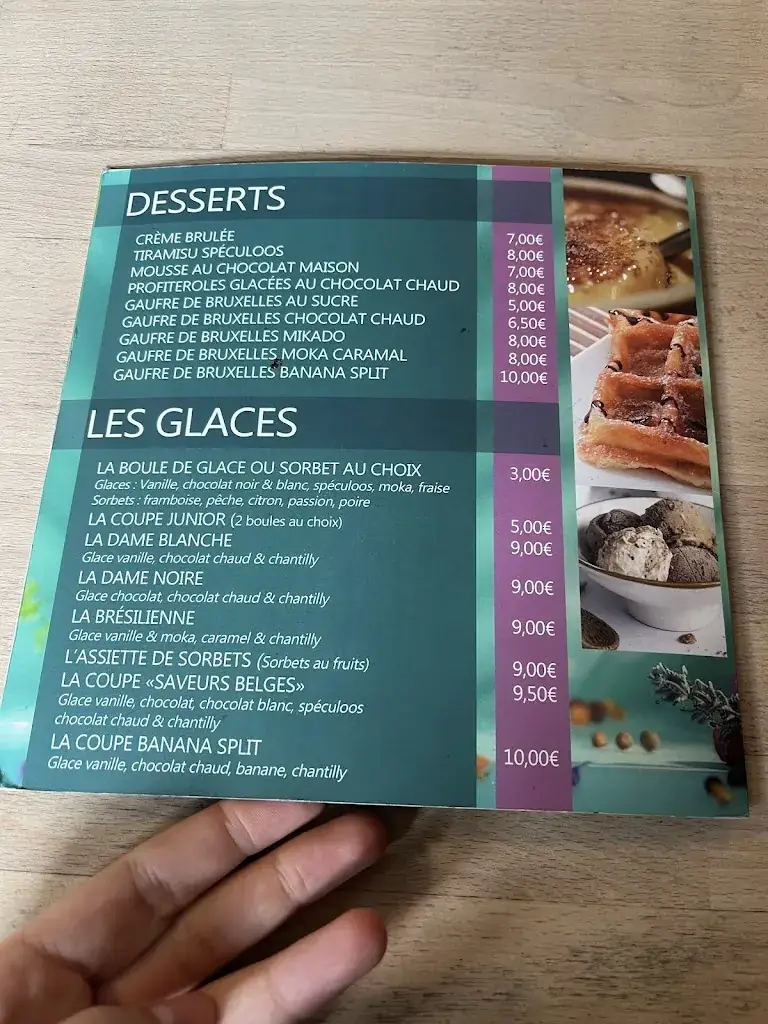 DESSERTS
CRÈME BRULÉE 7,00€
TIRAMISU SPÉCULOOS 8,00€
MOUSSE AU CHOCOLAT MAISON 7,00€
PROFITEROLES GLACÉES AU CHOCOLAT CHAUD 8,00€
GAUFRE DE BRUXELLES AU SUCRE 5,00€
GAUFRE DE BRUXELLES CHOCOLAT CHAUD 6,50€
GAUFRE DE BRUXELLES MIKADO 8,00€
GAUFRE DE BRUXELLES MOKA CARAMAL 8,00€
GAUFRE DE BRUXELLES BANANA SPLIT 10,00€
LES GLACES
LA BOULE DE GLACE OU SORBET AU CHOIX 3,00€
Glaces : Vanille, chocolat noir & blanc, spéculoos, moka, fraise
Sorbets : framboise, pêche, citron, passion, poire
LA COUPE JUNIOR (2 boules au choix) 5,00€
LA DAME BLANCHE 9,00€
Glace vanille, chocolat chaud & chantilly
LA DAME NOIRE 9,00€
Glace chocolat, chocolat chaud & chantilly
LA BRÉSILIENNE 9,00€
Glace vanille & moka, caramel & chantilly
L'ASSIETTE DE SORBETS (Sorbets au fruits) 9,00€
LA COUPE «SAVEURS BELGES» 9,50€
Glace vanille, chocolat, chocolat blanc, spéculoos
chocolat chaud & chantilly
LA COUPE BANANA SPLIT 10,00€
Glace vanille, chocolat chaud, banane, chantilly